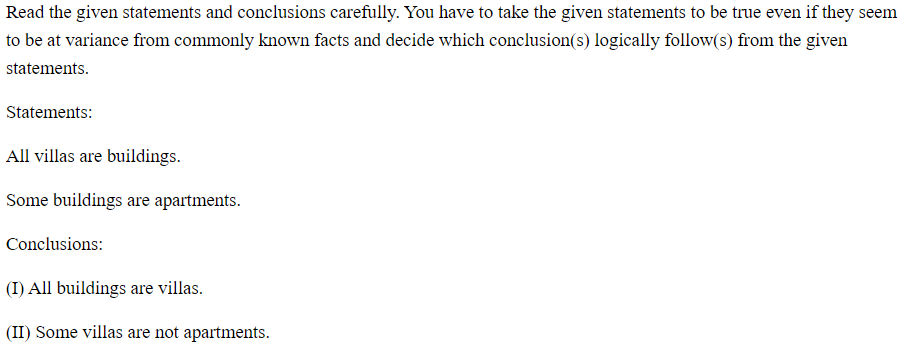 Read the given statements and conclusions carefully. You have to take the given statements to be true even if they seem
to be at variance from commonly known facts and decide which conclusion(s) logically follow(s) from the given
statements.
Statements:
All villas are buildings.
Some buildings are apartments.
Conclusions:
(I) All buildings are villas.
(II) Some villas are not apartments.